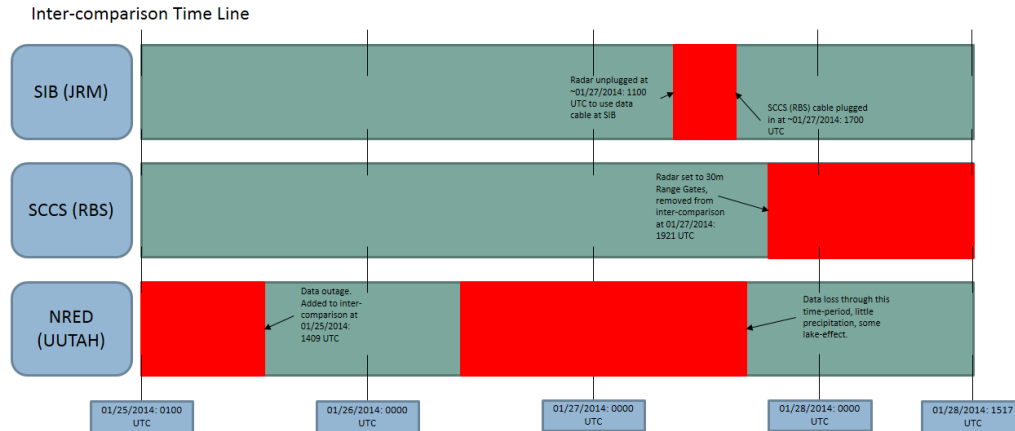 Inter-comparison Time Line
SIB (JRM)
Radar unplugged at
~01/27/2014: 1100
UTC to use data
cable at SIB
SCCS (RBS) cable plugged
in at ~01/27/2014: 1700
UTC
SCCS (RBS)
Radar set to 30m
Range Gates,
removed from
inter-comparison
at 01/27/2014:
1921 UTC
NRED
(UUTAH)
Data outage.
Added to inter-
comparison at
01/25/2014:
1409 UTC
Data loss through this
time-period, little
precipitation, some
lake-effect.
01/25/2014: 0100
UTC
01/26/2014: 0000
UTC
01/27/2014: 0000
UTC
01/28/2014: 0000
UTC
01/28/2014: 1517
UTC